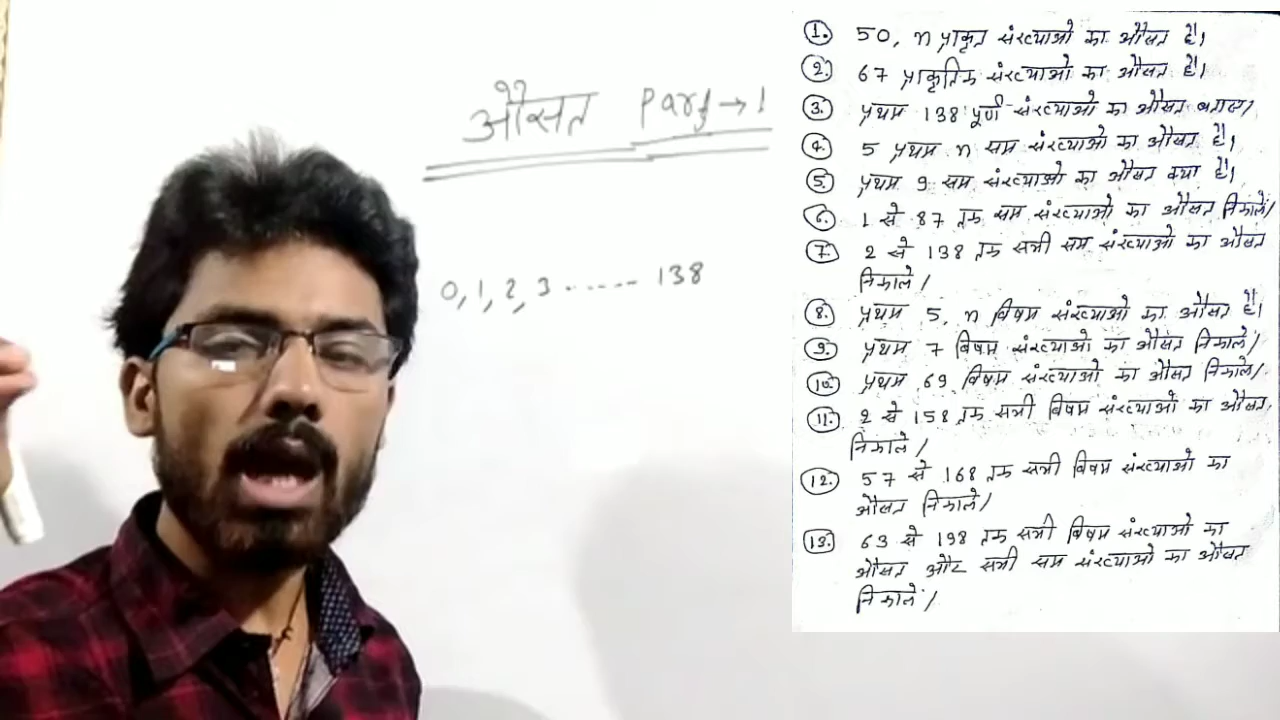 औसत Part → 1
0, 1, 2, 3 ------ 138
1. 50, n प्राकृत संख्याओ का औसत है।
2. 67 प्राकृतिक संख्याओ का औसत है।
3. प्रथम 138 पूर्ण संख्याओ का औसत बताए।
4. 5 प्रथम n सम संख्याओ का औसत है।
5. प्रथम 9 सम संख्याओ का औसत क्या है।
6. 1 से 87 तक सम संख्याओ का औसत निकाले।
7. 2 से 138 तक सभी सम संख्याओ का औसत
निकाले।
8. प्रथम 5, n विषम संख्याओ का औसत है।
9. प्रथम 7 विषम संख्याओ का औसत निकाले।
10. प्रथम 69 विषम संख्याओ का औसत निकाले।
11. 2 से 158 तक सभी विषम संख्याओ का औसत
निकाले।
12. 57 से 168 तक सभी विषम संख्याओ का
औसत निकाले।
13. 63 से 198 तक सभी विषम संख्याओ का
औसत और सभी सम संख्याओ का औसत
निकाले।